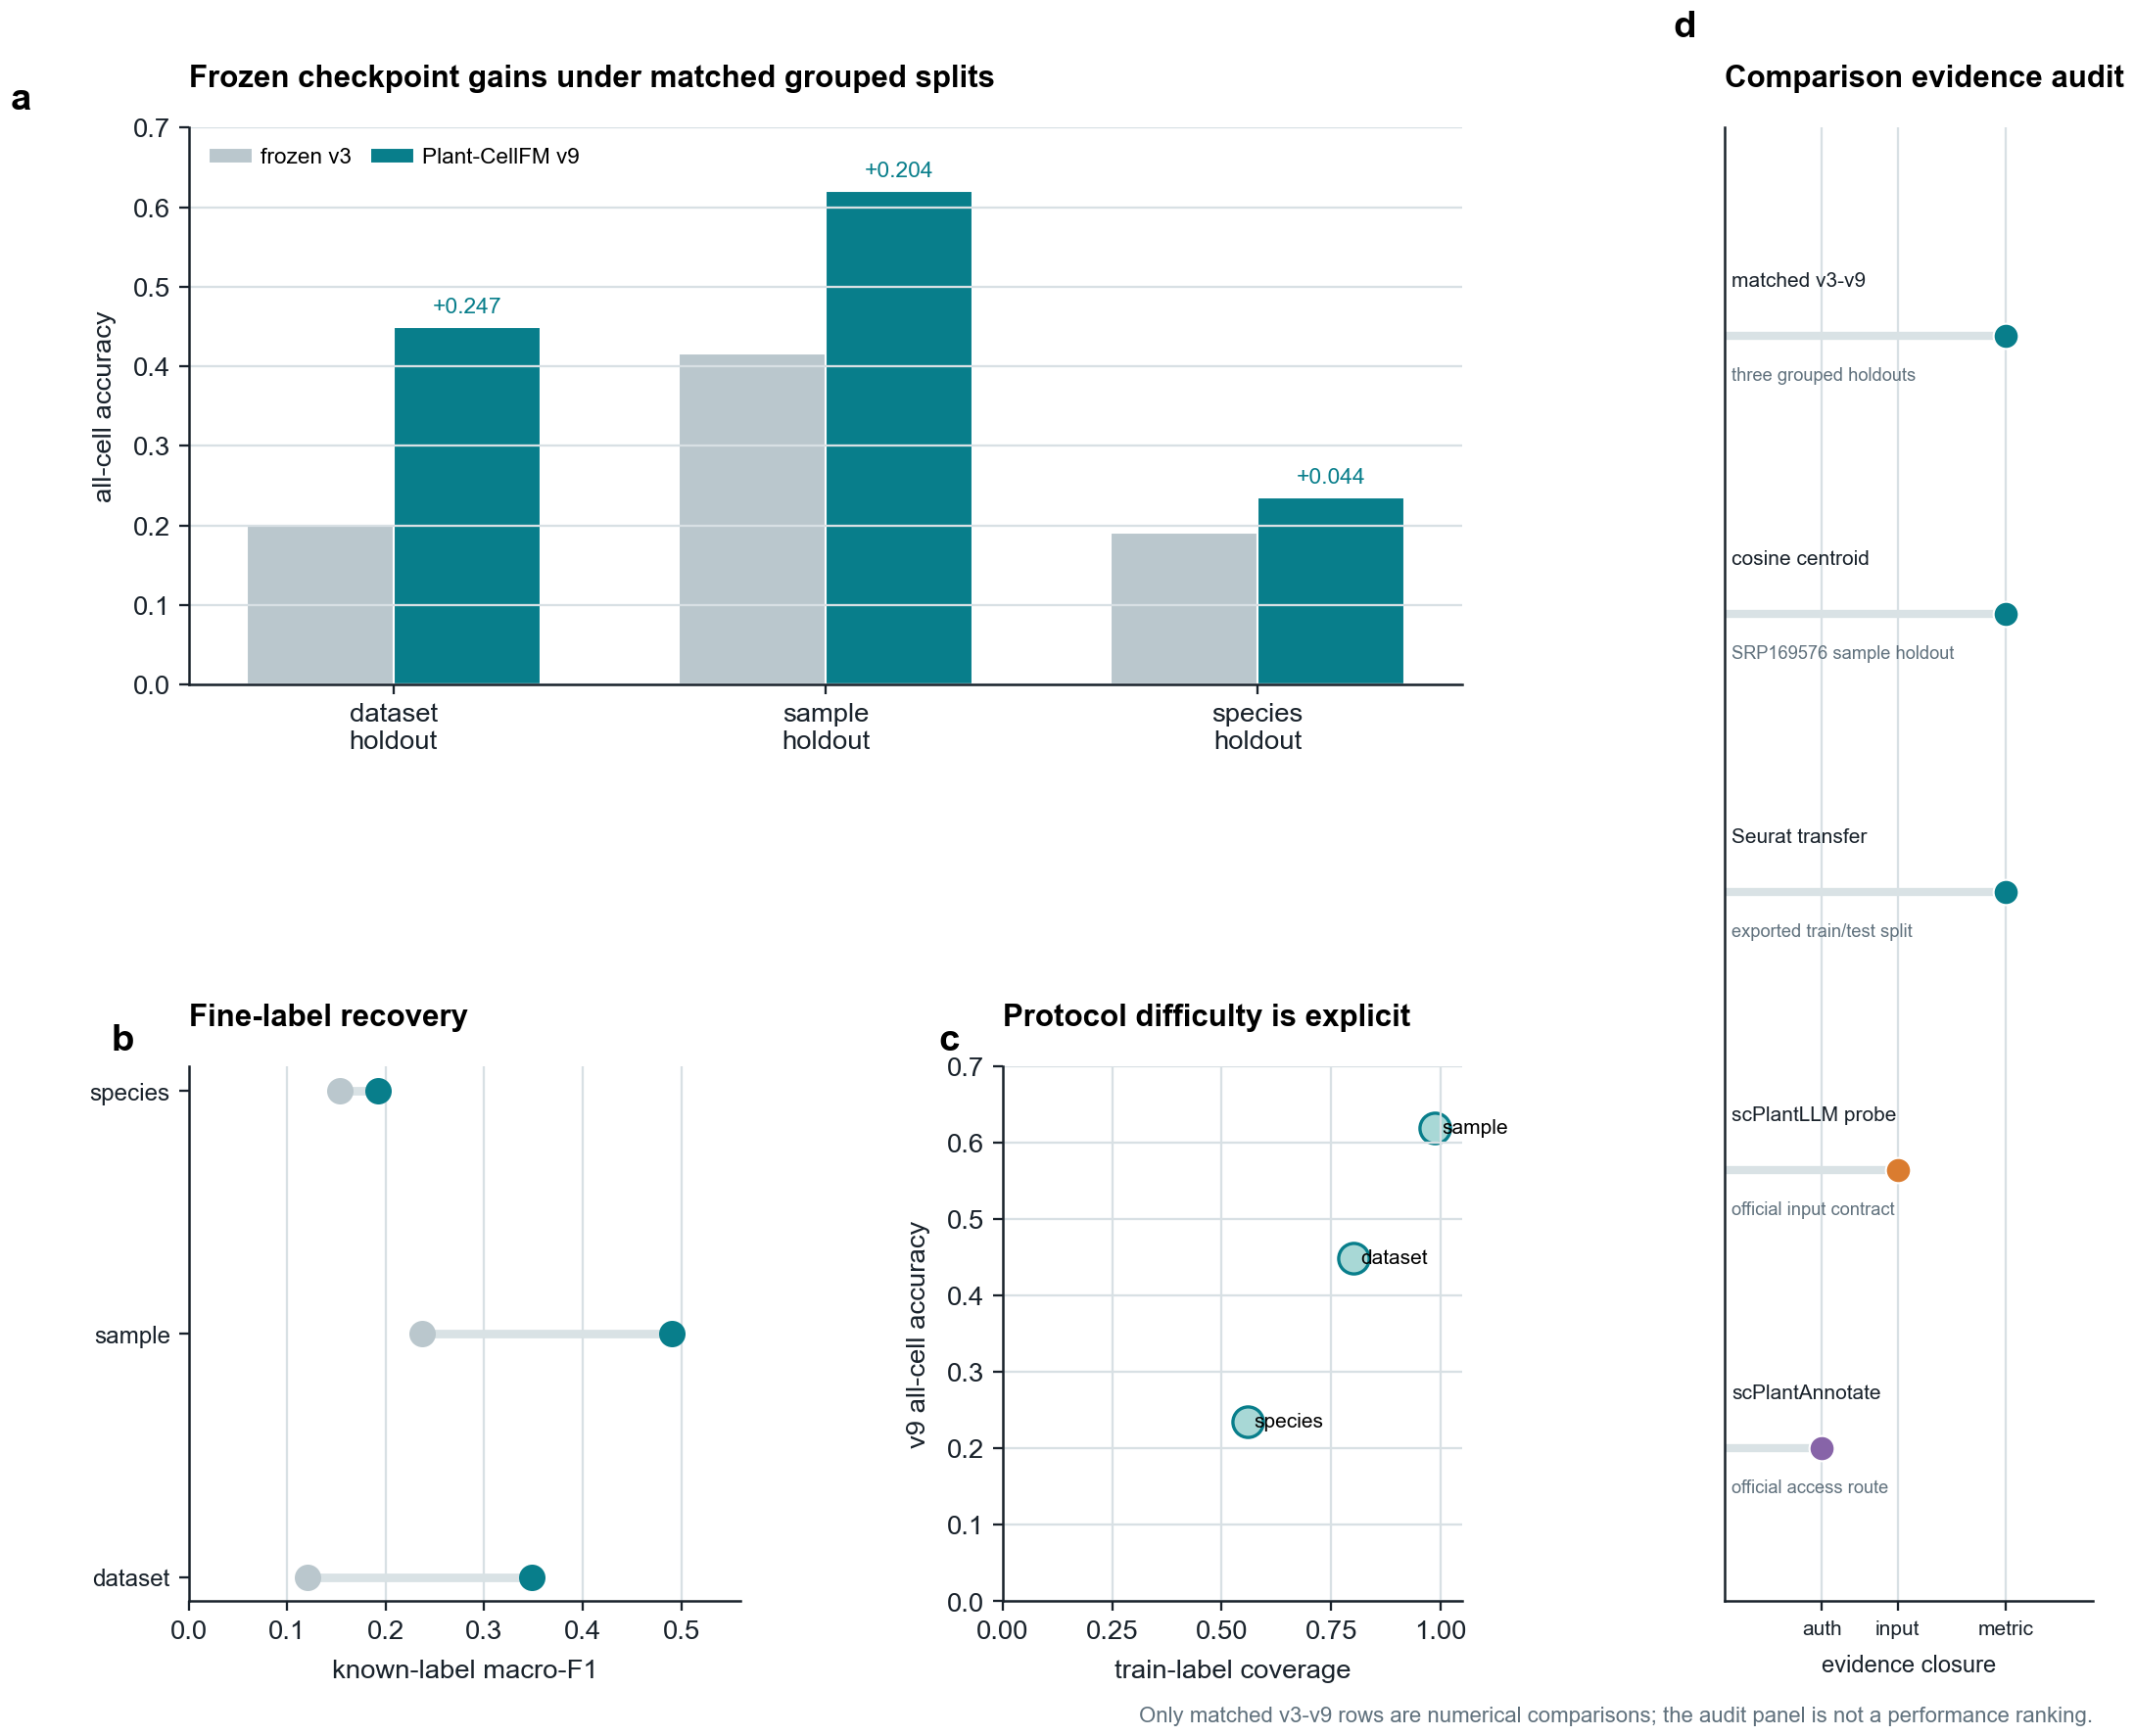 a
Frozen checkpoint gains under matched grouped splits
frozen v3
Plant-CellFM v9
0.7
0.6
0.5
0.4
0.3
0.2
0.1
0.0
all-cell accuracy
+0.247
+0.204
+0.044
dataset
holdout
sample
holdout
species
holdout
b
Fine-label recovery
species
sample
dataset
0.0
0.1
0.2
0.3
0.4
0.5
known-label macro-F1
c
Protocol difficulty is explicit
0.7
0.6
0.5
0.4
0.3
0.2
0.1
0.0
v9 all-cell accuracy
sample
dataset
species
0.00
0.25
0.50
0.75
1.00
train-label coverage
d
Comparison evidence audit
matched v3-v9
three grouped holdouts
cosine centroid
SRP169576 sample holdout
Seurat transfer
exported train/test split
scPlantLLM probe
official input contract
scPlantAnnotate
official access route
auth
input
metric
evidence closure
Only matched v3-v9 rows are numerical comparisons; the audit panel is not a performance ranking.